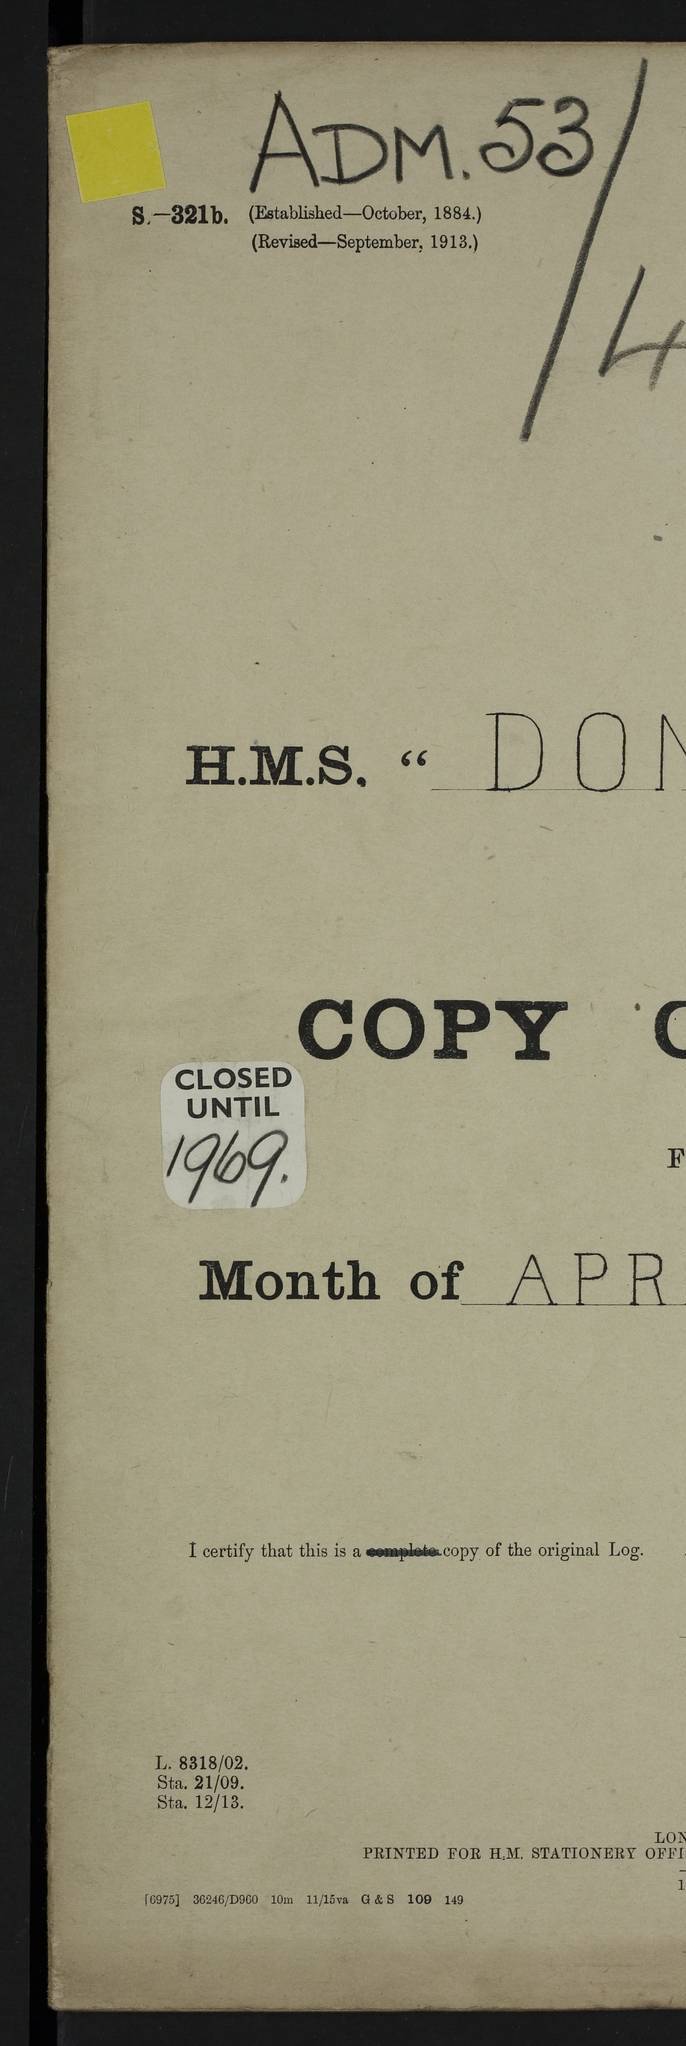 ADM. 53/
4
S.—321b. (Established—October, 1884.)
(Revised—September, 1913.)
H.M.S. “ DON
COPY O
CLOSED
UNTIL
1969.
F
Month of APR
I certify that this is a complete copy of the original Log.
L. 8318/02.
Sta. 21/09.
Sta. 12/13.
LON
PRINTED FOR H.M. STATIONERY OFFI
1
[6975] 36246/D960 10m 11/15va G & S 109 149